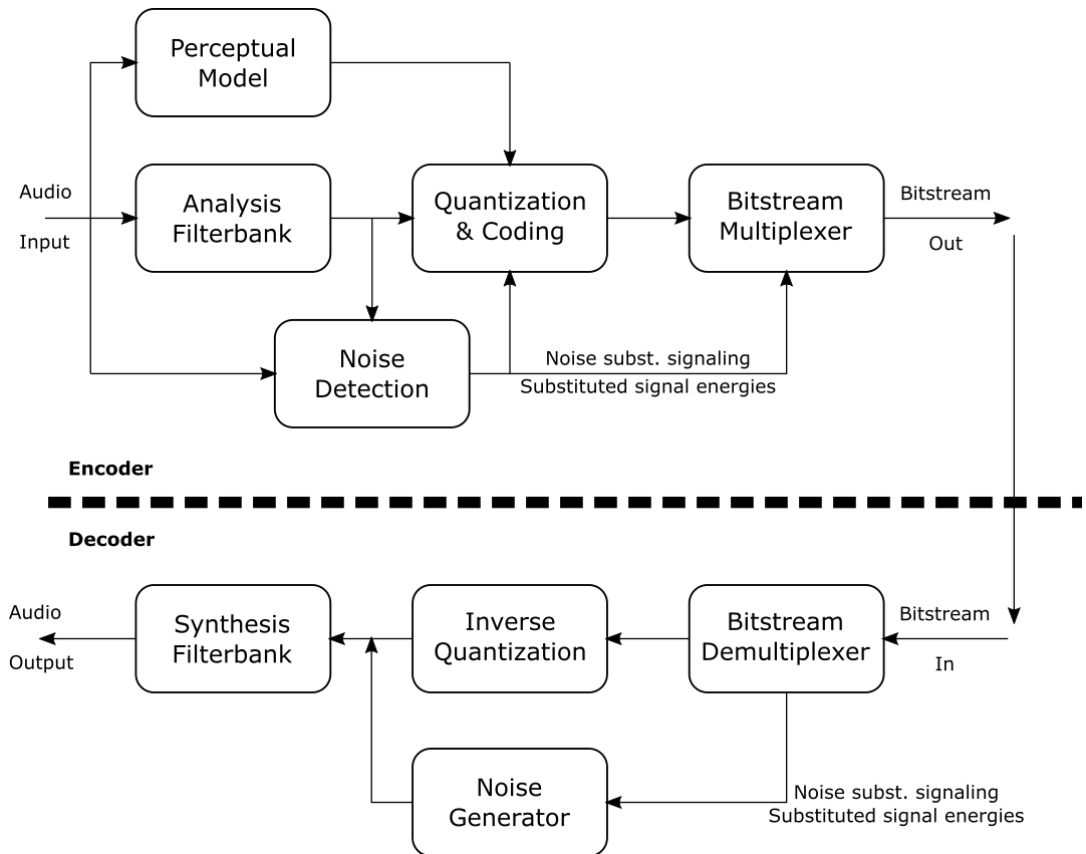 Perceptual
Model
Audio
Input
Analysis
Filterbank
Quantization
& Coding
Bitstream
Multiplexer
Bitstream
Out
Noise
Detection
Noise subst. signaling
Substituted signal energies
Encoder
Decoder
Audio
Output
Synthesis
Filterbank
Inverse
Quantization
Bitstream
Demultiplexer
Bitstream
In
Noise
Generator
Noise subst. signaling
Substituted signal energies